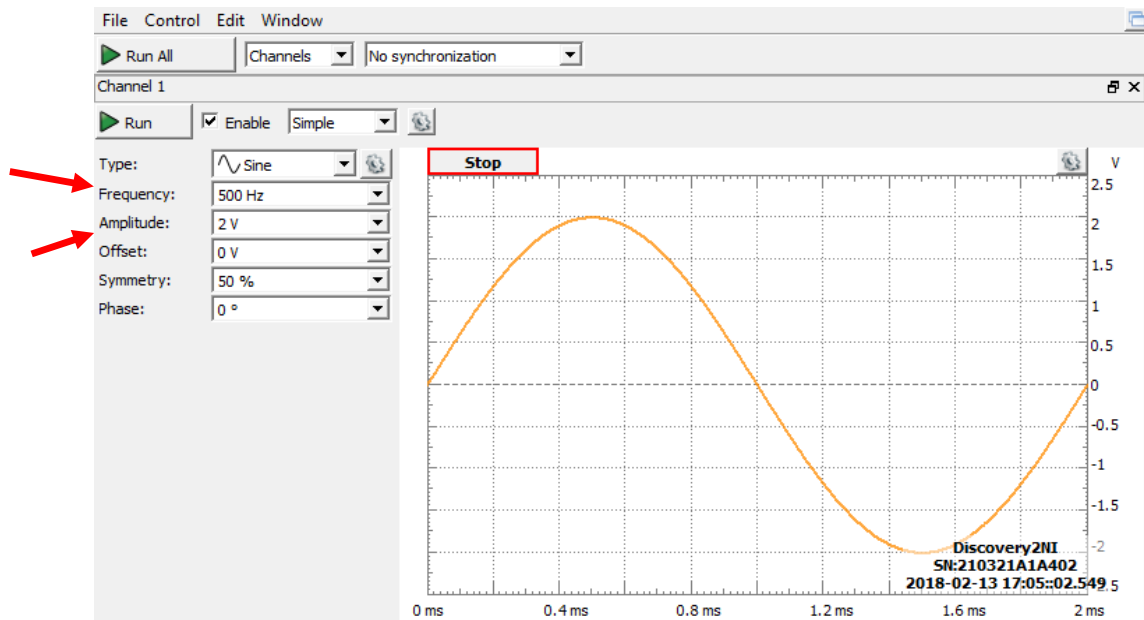 File Control Edit Window
Run All Channels No synchronization
Channel 1
Run Enable Simple
Type: Sine
Frequency: 500 Hz
Amplitude: 2 V
Offset: 0 V
Symmetry: 50 %
Phase: 0 º
Stop V
2.5
2
1.5
1
0.5
0
-0.5
-1
-1.5
-2
Discovery2NI
SN:210321A1A402
2018-02-13 17:05::02.549
-2.5
0 ms 0.4 ms 0.8 ms 1.2 ms 1.6 ms 2 ms